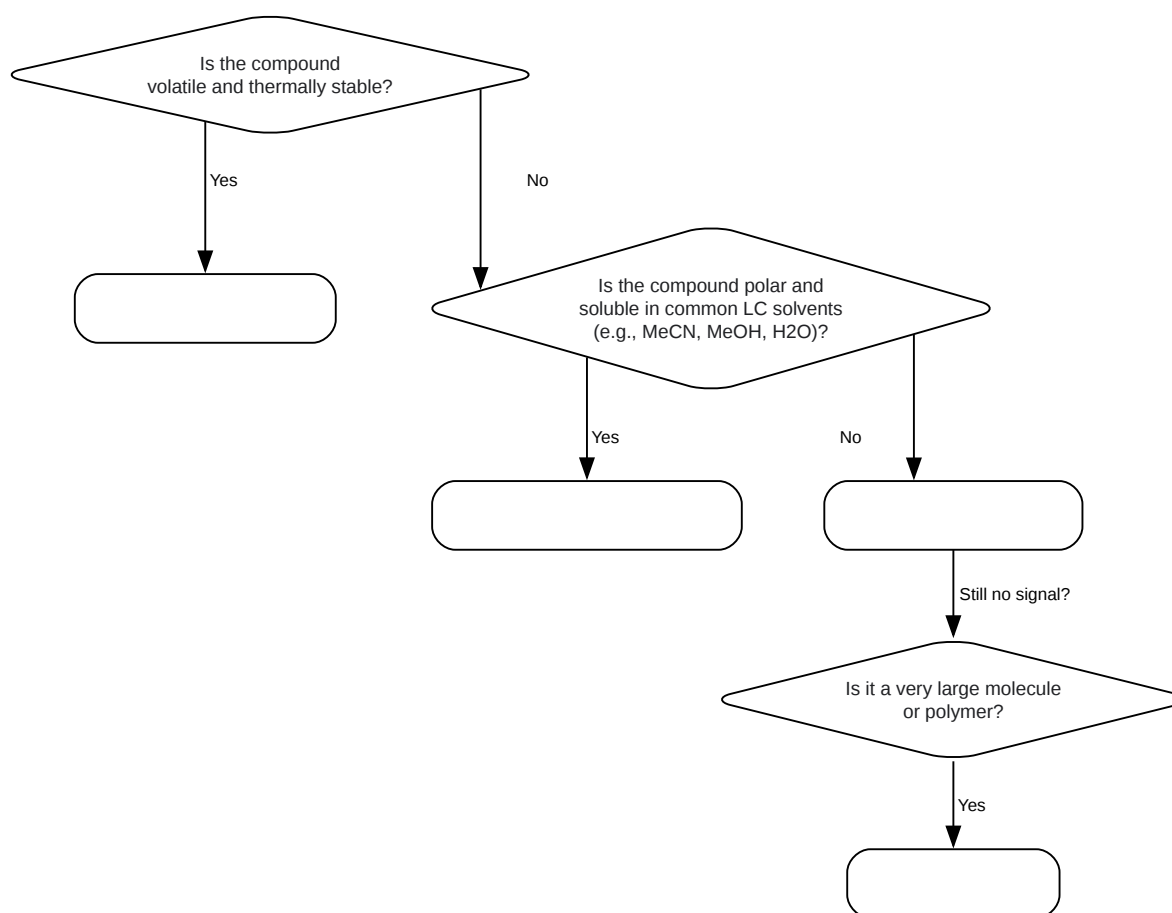 Is the compound
volatile and thermally stable?
Yes
No
Is the compound polar and
soluble in common LC solvents
(e.g., MeCN, MeOH, H2O)?
Yes
No
Still no signal?
Is it a very large molecule
or polymer?
Yes